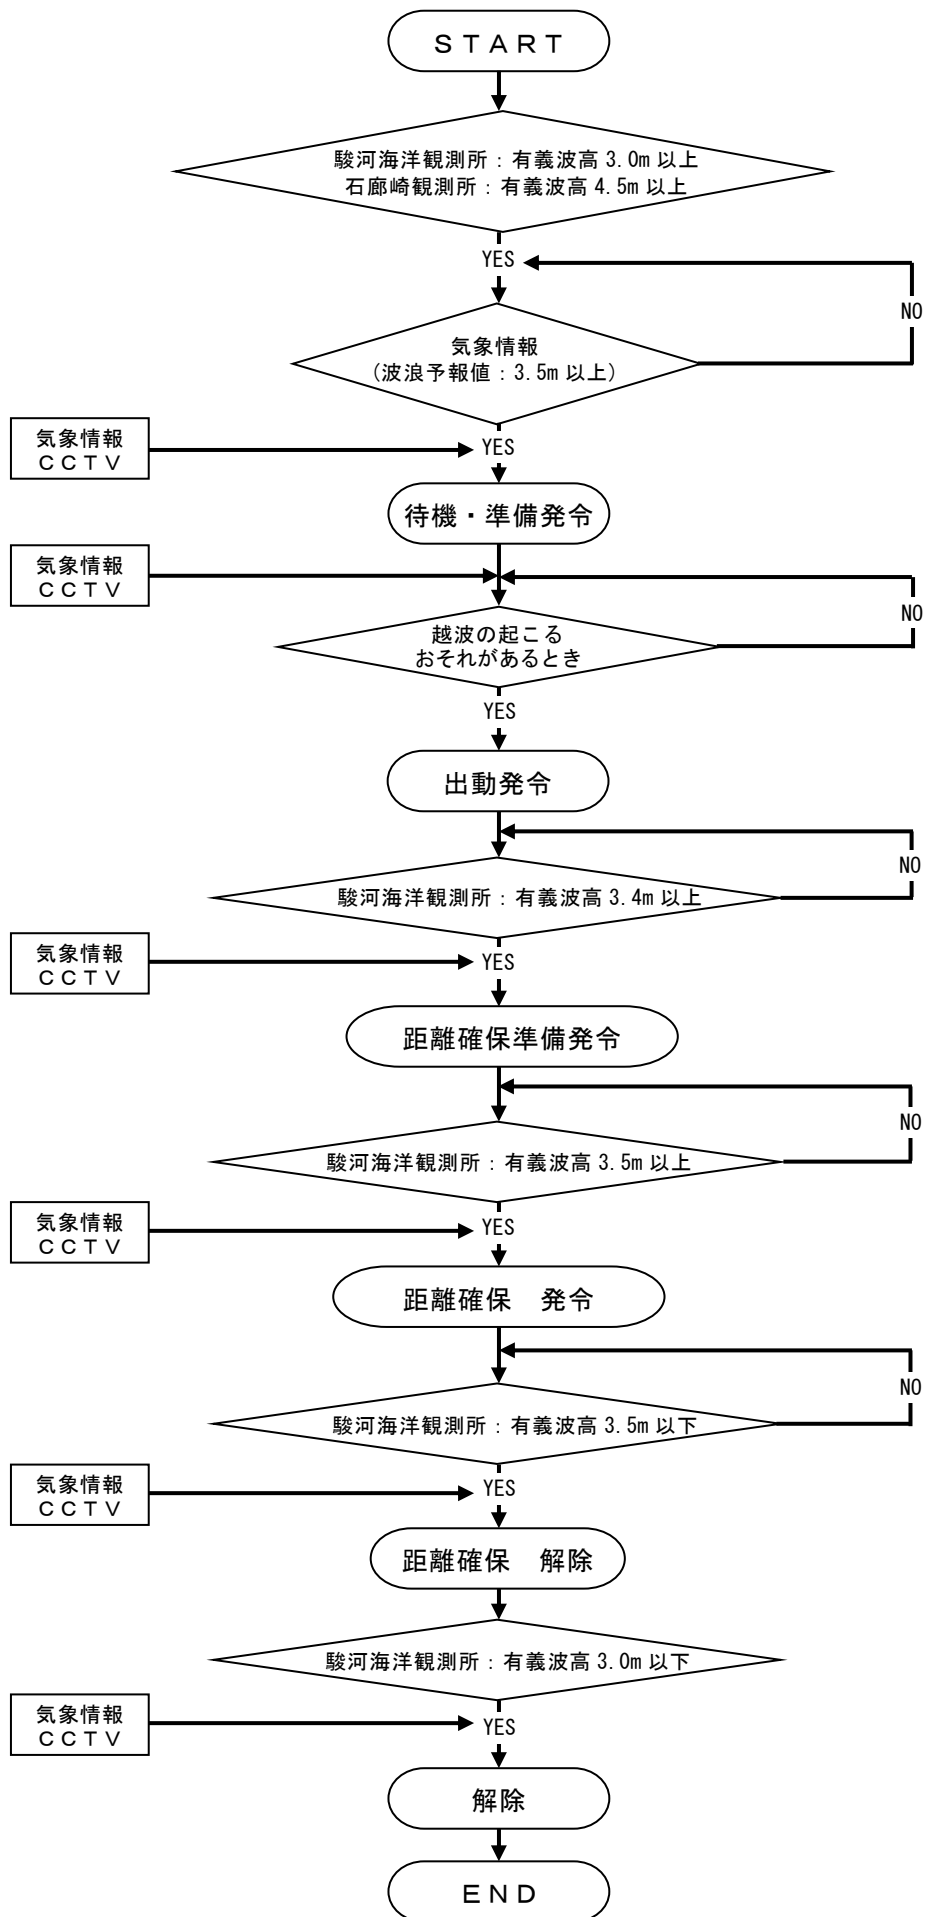 ＳＴＡＲＴ
駿河海洋観測所：有義波高 3.0m 以上
石廊崎観測所：有義波高 4.5m 以上
YES
NO
気象情報
(波浪予報値：3.5m 以上)
気象情報
ＣＣＴＶ
YES
待機・準備発令
気象情報
ＣＣＴＶ
NO
越波の起こる
おそれがあるとき
YES
出動発令
NO
駿河海洋観測所：有義波高 3.4m 以上
気象情報
ＣＣＴＶ
YES
距離確保準備発令
NO
駿河海洋観測所：有義波高 3.5m 以上
気象情報
ＣＣＴＶ
YES
距離確保　発令
NO
駿河海洋観測所：有義波高 3.5m 以下
気象情報
ＣＣＴＶ
YES
距離確保　解除
駿河海洋観測所：有義波高 3.0m 以下
気象情報
ＣＣＴＶ
YES
解除
ＥＮＤ